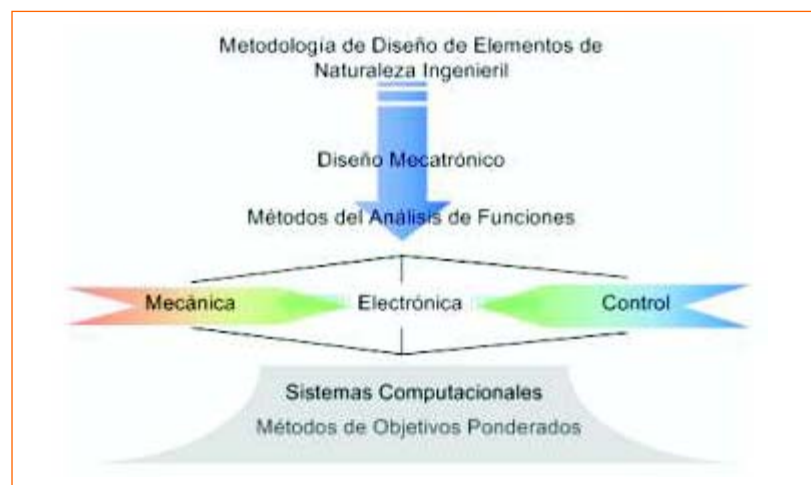 Metodología de Diseño de Elementos de
Naturaleza Ingenieril
Diseño Mecatrónico
Métodos del Análisis de Funciones
Mecánica
Electrónica
Control
Sistemas Computacionales
Métodos de Objetivos Ponderados